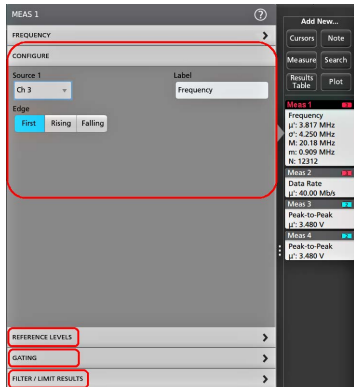 MEAS 1
?
FREQUENCY
CONFIGURE
Source 1
Label
Ch 3
Frequency
Edge
First Rising Falling
REFERENCE LEVELS
GATING
FILTER / LIMIT RESULTS
Add New...
Cursors Note
Measure Search
Results Table
Plot
Meas 1
Frequency
µ': 3.817 MHz
σ': 4.250 MHz
M: 20.18 MHz
m: 0.909 MHz
N: 12312
Meas 2
Data Rate
µ': 40.00 Mb/s
Meas 3
Peak-to-Peak
µ': 3.480 V
Meas 4
Peak-to-Peak
µ': 3.480 V